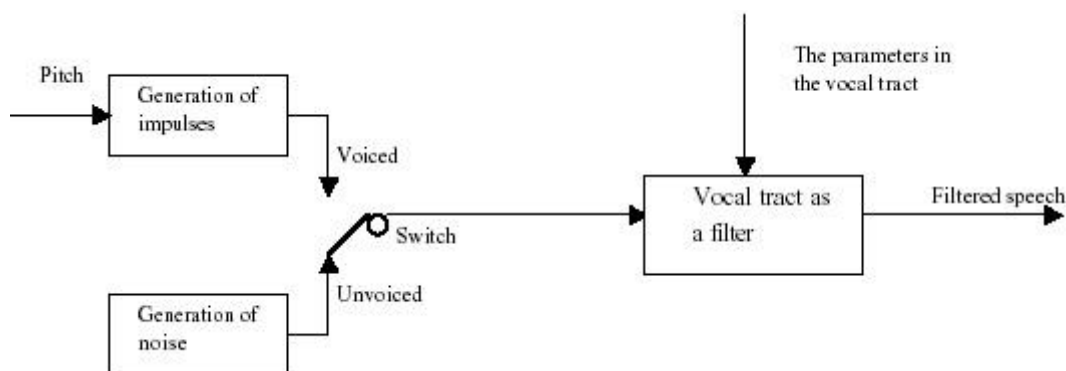 Pitch
Generation of
impulses
Voiced
The parameters in
the vocal tract
Switch
Vocal tract as
a filter
Filtered speech
Unvoiced
Generation of
noise